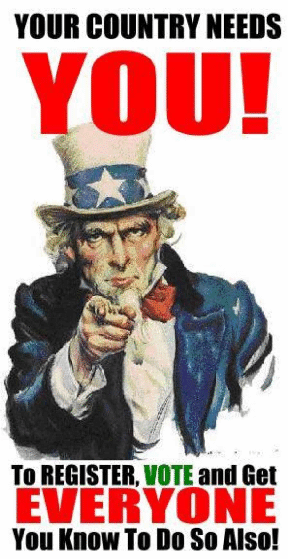 YOUR COUNTRY NEEDS
YOU!
To REGISTER, VOTE and Get
EVERYONE
You Know To Do So Also!